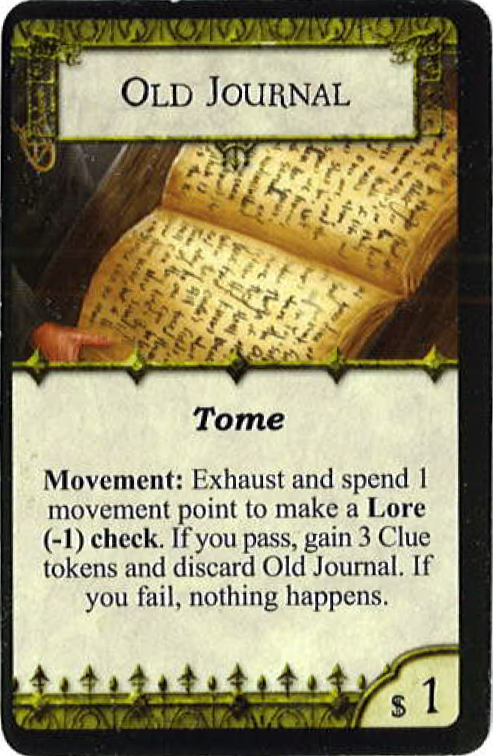 OLD JOURNAL
Tome
Movement: Exhaust and spend 1
movement point to make a Lore
(-1) check. If you pass, gain 3 Clue
tokens and discard Old Journal. If
you fail, nothing happens.
$ 1